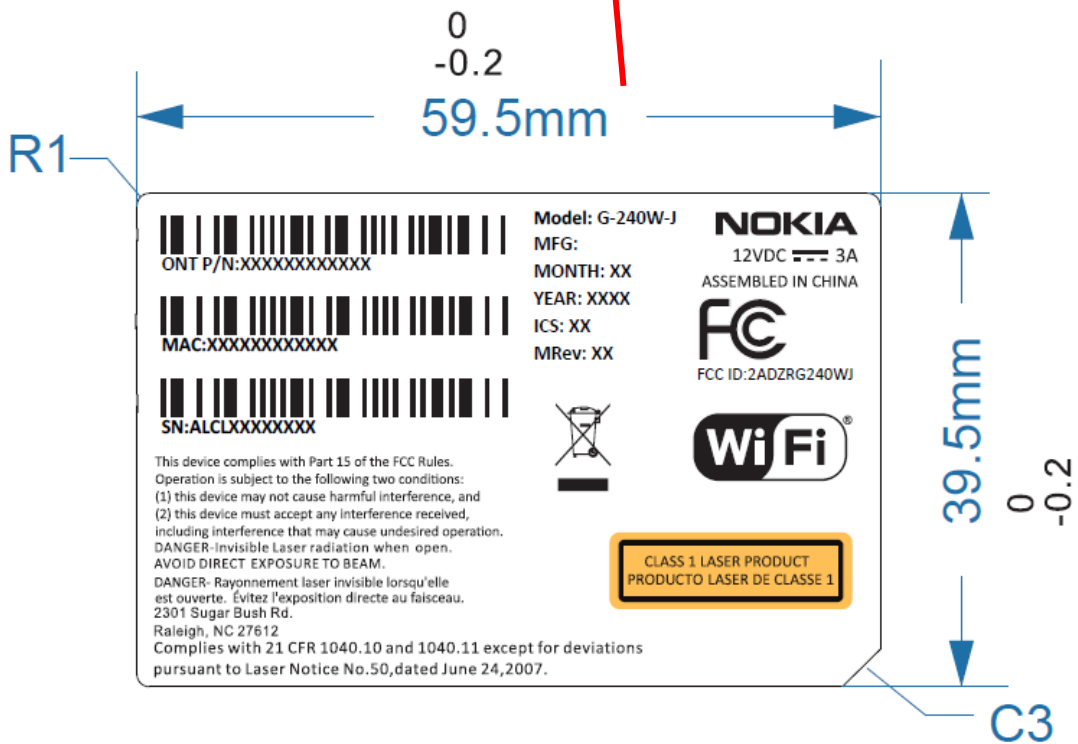 0
-0.2
59.5mm
R1
ONT P/N:XXXXXXXXXXXX
MAC:XXXXXXXXXXXX
SN:ALCLXXXXXXXX
Model: G-240W-J
MFG:
MONTH: XX
YEAR: XXXX
ICS: XX
MRev: XX
NOKIA
12VDC 3A
ASSEMBLED IN CHINA
FC
FCC ID:2ADZRG240WJ
Wi Fi®
This device complies with Part 15 of the FCC Rules.
Operation is subject to the following two conditions:
(1) this device may not cause harmful interference, and
(2) this device must accept any interference received,
including interference that may cause undesired operation.
DANGER-Invisible Laser radiation when open.
AVOID DIRECT EXPOSURE TO BEAM.
DANGER- Rayonnement laser invisible lorsqu'elle
est ouverte. Évitez l'exposition directe au faisceau.
2301 Sugar Bush Rd.
Raleigh, NC 27612
Complies with 21 CFR 1040.10 and 1040.11 except for deviations
pursuant to Laser Notice No.50,dated June 24,2007.
CLASS 1 LASER PRODUCT
PRODUCTO LASER DE CLASSE 1
39.5mm
0
-0.2
C3